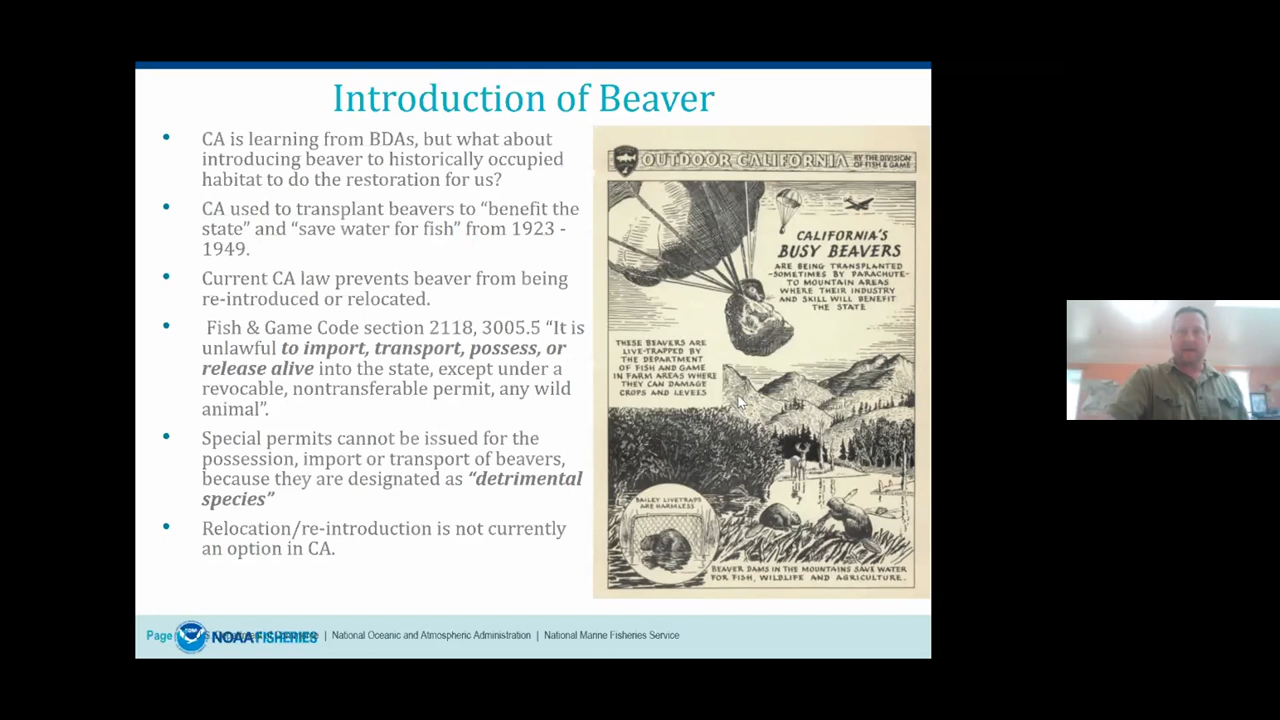 Introduction of Beaver
• CA is learning from BDAs, but what about
introducing beaver to historically occupied
habitat to do the restoration for us?
• CA used to transplant beavers to “benefit the
state” and “save water for fish” from 1923 -
1949.
• Current CA law prevents beaver from being
re-introduced or relocated.
• Fish & Game Code section 2118, 3005.5 “It is
unlawful to import, transport, possess, or
release alive into the state, except under a
revocable, nontransferable permit, any wild
animal”.
• Special permits cannot be issued for the
possession, import or transport of beavers,
because they are designated as “detrimental
species”
• Relocation/re-introduction is not currently
an option in CA.
OUTDOOR CALIFORNIA BY THE DIVISION
OF FISH & GAME
CALIFORNIA'S
BUSY BEAVERS
ARE BEING TRANSPLANTED
-SOMETIMES BY PARACHUTE-
TO MOUNTAIN AREAS
WHERE THEIR INDUSTRY
AND SKILL WILL BENEFIT
THE STATE
THESE BEAVERS ARE
LIVE-TRAPPED BY
THE DEPARTMENT
OF FISH AND GAME
IN FARM AREAS WHERE
THEY CAN DAMAGE
CROPS AND LEVEES
BAILEY LIVETRAPS
ARE HARMLESS
BEAVER DAMS IN THE MOUNTAINS SAVE WATER
FOR FISH, WILDLIFE AND AGRICULTURE.
Page NOAA FISHERIES | National Oceanic and Atmospheric Administration | National Marine Fisheries Service